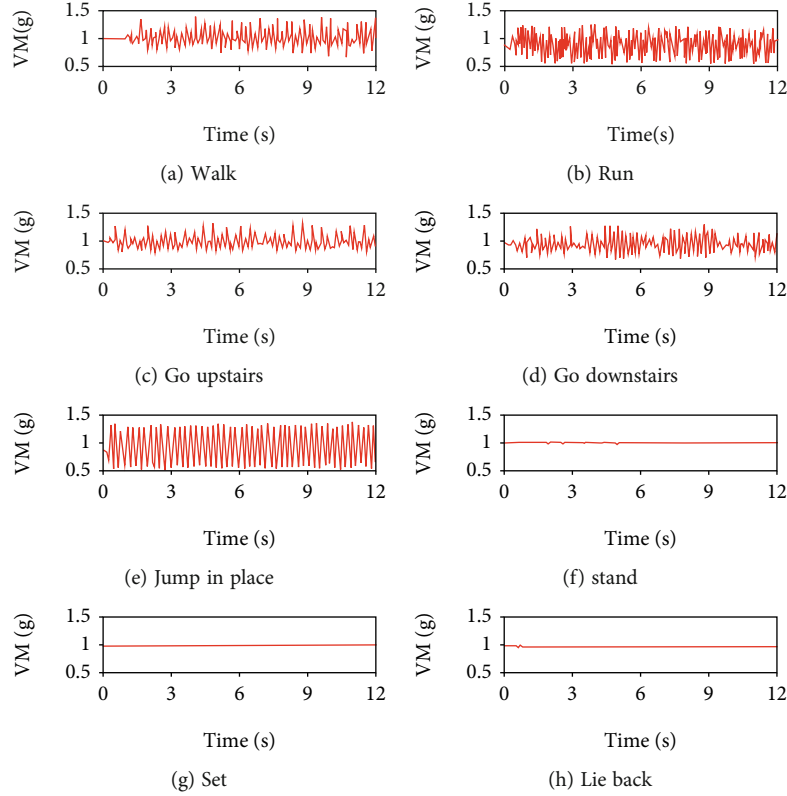 VM(g)
1.5
1
0.5
0 3 6 9 12
Time (s)
(a) Walk
VM (g)
1.5
1
0.5
0 3 6 9 12
Time(s)
(b) Run
VM (g)
1.5
1
0.5
0 3 6 9 12
Time (s)
(c) Go upstairs
VM (g)
1.5
1
0.5
0 3 6 9 12
Time (s)
(d) Go downstairs
VM (g)
1.5
1
0.5
0 3 6 9 12
Time (s)
(e) Jump in place
VM (g)
1.5
1
0.5
0 3 6 9 12
Time (s)
(f) stand
VM (g)
1.5
1
0.5
0 3 6 9 12
Time (s)
(g) Set
VM (g)
1.5
1
0.5
0 3 6 9 12
Time (s)
(h) Lie back